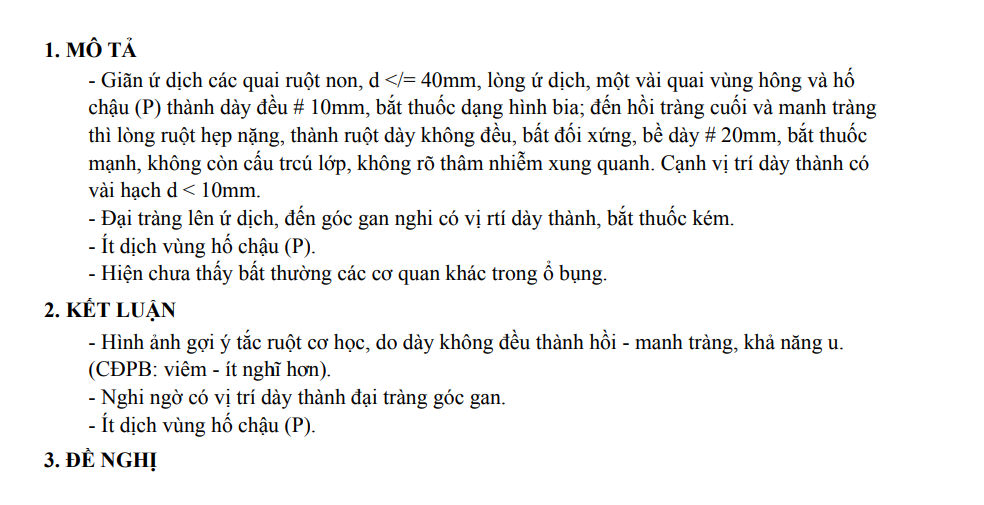 1. MÔ TẢ
- Giãn ứ dịch các quai ruột non, d </= 40mm, lòng ứ dịch, một vài quai vùng hông và hố
chậu (P) thành dày đều # 10mm, bắt thuốc dạng hình bia; đến hồi tràng cuối và manh tràng
thì lòng ruột hẹp nặng, thành ruột dày không đều, bất đối xứng, bề dày # 20mm, bắt thuốc
mạnh, không còn cấu trcú lớp, không rõ thâm nhiễm xung quanh. Cạnh vị trí dày thành có
vài hạch d < 10mm.
- Đại tràng lên ứ dịch, đến góc gan nghi có vị rtí dày thành, bắt thuốc kém.
- Ít dịch vùng hố chậu (P).
- Hiện chưa thấy bất thường các cơ quan khác trong ổ bụng.
2. KẾT LUẬN
- Hình ảnh gợi ý tắc ruột cơ học, do dày không đều thành hồi - manh tràng, khả năng u.
(CĐPB: viêm - ít nghĩ hơn).
- Nghi ngờ có vị trí dày thành đại tràng góc gan.
- Ít dịch vùng hố chậu (P).
3. ĐỀ NGHỊ